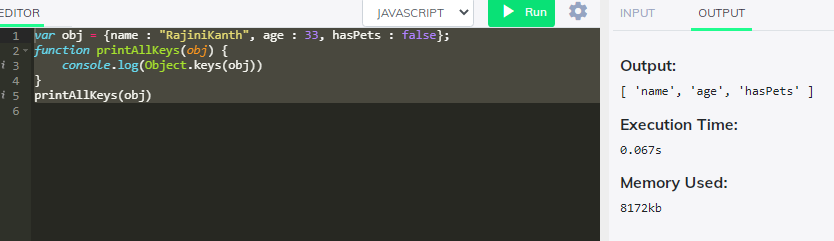 EDITOR
JAVASCRIPT
Run
INPUT
OUTPUT
1 var obj = {name : "RajiniKanth", age : 33, hasPets : false};
2 function printAllKeys(obj) {
i 3 console.log(Object.keys(obj))
4 }
i 5 printAllKeys(obj)
6
Output:
[ 'name', 'age', 'hasPets' ]
Execution Time:
0.067s
Memory Used:
8172kb